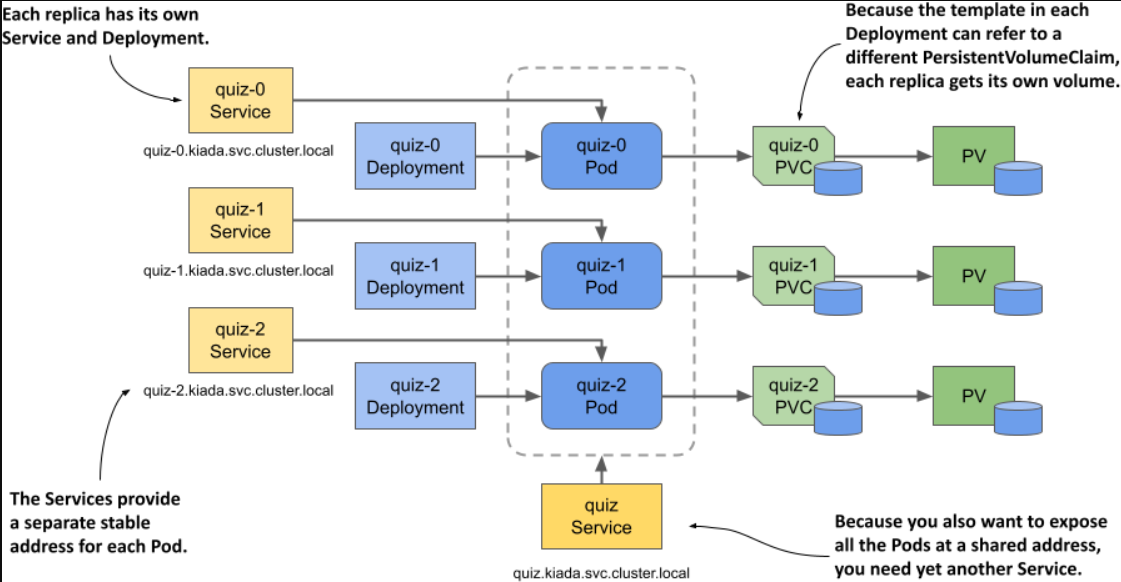 Each replica has its own
Service and Deployment.
Because the template in each
Deployment can refer to a
different PersistentVolumeClaim,
each replica gets its own volume.
quiz-0
Service
quiz-0.kiada.svc.cluster.local
quiz-0
Deployment
quiz-0
Pod
quiz-0
PVC
PV
quiz-1
Service
quiz-1.kiada.svc.cluster.local
quiz-1
Deployment
quiz-1
Pod
quiz-1
PVC
PV
quiz-2
Service
quiz-2.kiada.svc.cluster.local
quiz-2
Deployment
quiz-2
Pod
quiz-2
PVC
PV
The Services provide
a separate stable
address for each Pod.
quiz
Service
quiz.kiada.svc.cluster.local
Because you also want to expose
all the Pods at a shared address,
you need yet another Service.